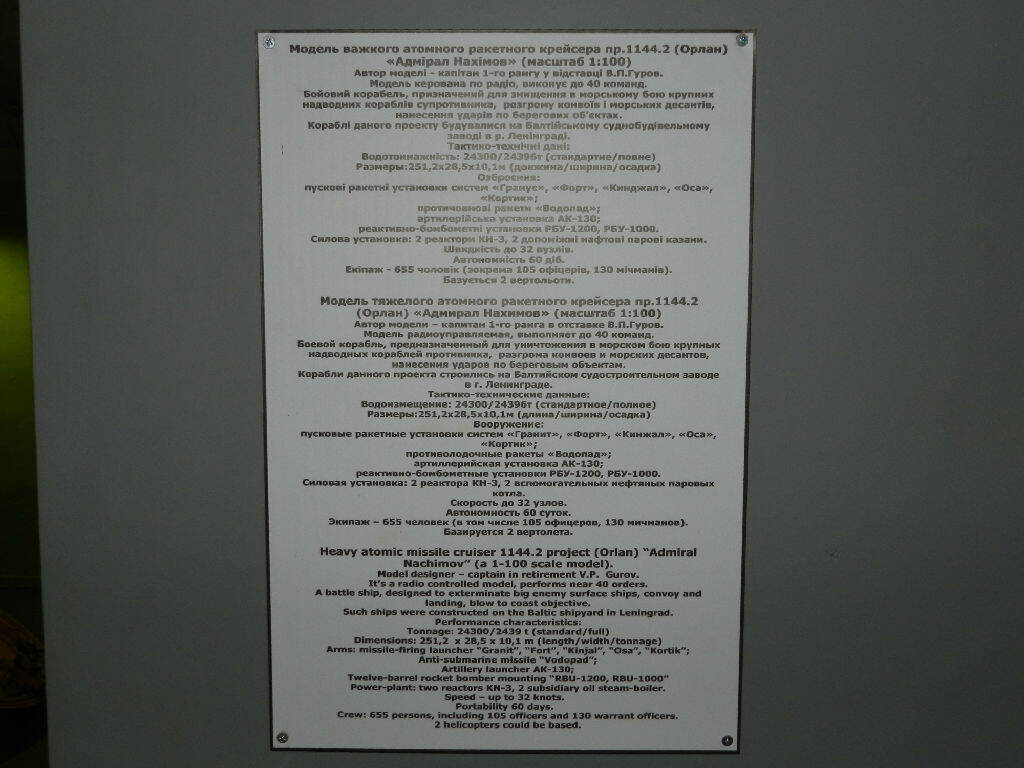 Модель важкого атомного ракетного крейсера пр.1144.2 (Орлан)
«Адмірал Нахімов» (масштаб 1:100)
Автор моделі - капітан 1-го рангу у відставці В.П.Гуров.
Модель керована по радіо, виконує до 40 команд.
Бойовий корабель, призначений для знищення в морському бою крупних
надводних кораблів супротивника, розгрому конвоїв і морських десантів,
нанесення ударів по берегових об'єктах.
Кораблі даного проекту будувалися на Балтійському суднобудівельному
заводі в р. Ленінграді.
Тактико-технічні дані:
Водотоннажність: 24300/24396т (стандартне/повне)
Размеры:251,2х28,5х10,1м (довжина/ширина/осадка)
Озброєння:
пускові ракетні установки систем «Гранує», «Форт», «Кинджал», «Оса»,
«Кортик»;
протичовнові ракети «Водопад»;
артилерійська установка АК-130;
реактивно-бомбометні установки РБУ-1200, РБУ-1000.
Силова установка: 2 реактори КН-3, 2 допоміжні нафтові парові казани.
Швидкість до 32 вузлів.
Автономність 60 діб.
Екіпаж - 655 чоловік (зокрема 105 офіцерів, 130 мічманів).
Базується 2 вертольоти.
Модель тяжелого атомного ракетного крейсера пр.1144.2
(Орлан) «Адмирал Нахимов» (масштаб 1:100)
Автор модели – капитан 1-го ранга в отставке В.П.Гуров.
Модель радиоуправляемая, выполняет до 40 команд.
Боевой корабль, предназначенный для уничтожения в морском бою крупных
надводных кораблей противника, разгрома конвоев и морских десантов,
нанесения ударов по береговым объектам.
Корабли данного проекта строились на Балтийском судостроительном заводе
в г. Ленинграде.
Тактико-технические данные:
Водоизмещение: 24300/24396т (стандартное/полное)
Размеры:251,2х28,5х10,1м (длина/ширина/осадка)
Вооружение:
пусковые ракетные установки систем «Гранит», «Форт», «Кинжал», «Оса»,
«Кортик»;
противолодочные ракеты «Водопад»;
артиллерийская установка АК-130;
реактивно-бомбометные установки РБУ-1200, РБУ-1000.
Силовая установка: 2 реактора КН-3, 2 вспомогательных нефтяных паровых
котла.
Скорость до 32 узлов.
Автономность 60 суток.
Экипаж – 655 человек (в том числе 105 офицеров, 130 мичманов).
Базируется 2 вертолета.
Heavy atomic missile cruiser 1144.2 project (Orlan) "Admiral
Nachimov" (a 1-100 scale model).
Model designer – captain in retirement V.P. Gurov.
It's a radio controlled model, performs near 40 orders.
A battle ship, designed to exterminate big enemy surface ships, convoy and
landing, blow to coast objective.
Such ships were constructed on the Baltic shipyard in Leningrad.
Performance characteristics:
Tonnage: 24300/2439 t (standard/full)
Dimensions: 251,2 x 28,5 x 10,1 m (length/width/tonnage)
Arms: missile-firing launcher "Granit", "Fort", "Kinjal", "Osa", "Kortik";
Anti-submarine missile "Vodopad";
Artillery launcher AK-130;
Twelve-barrel rocket bomber mounting "RBU-1200, RBU-1000"
Power-plant: two reactors KN-3, 2 subsidiary oil steam-boiler.
Speed – up to 32 knots.
Portability 60 days.
Crew: 655 persons, including 105 officers and 130 warrant officers.
2 helicopters could be based.